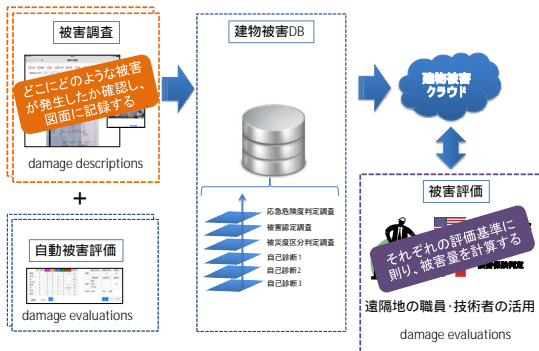 被害調査
どこにどのような被害
が発生したか確認し、
図面に記録する
damage descriptions
+
自動被害評価
damage evaluations
建物被害DB
応急危険度判定調査
被害認定調査
被災度区分判定調査
自己診断1
自己診断2
自己診断3
建物被害
クラウド
被害評価
それぞれの評価基準に
則り、被害量を計算する
遠隔地の職員・技術者の活用
damage evaluations